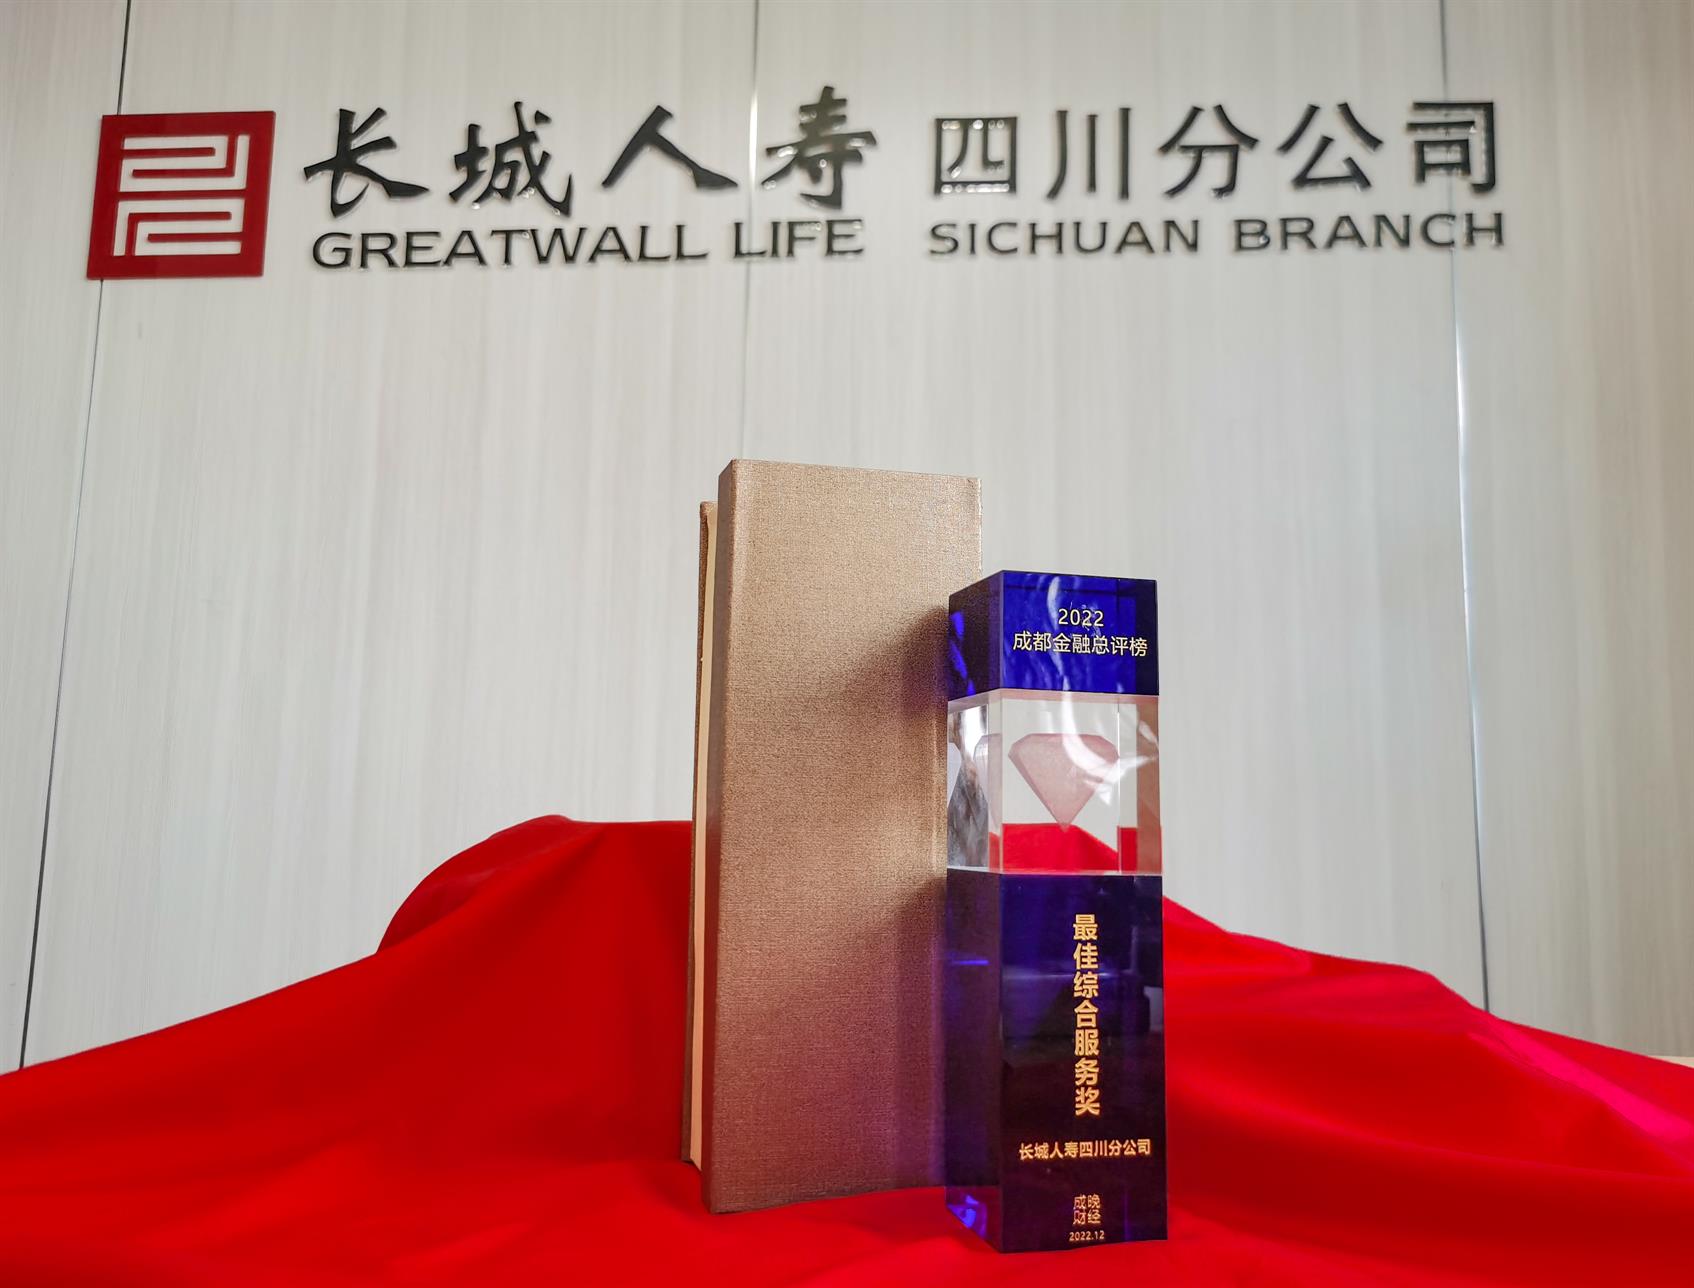 长城人寿 四川分公司
GREATWALL LIFE SICHUAN BRANCH
2022
成都金融总评榜
最佳综合服务奖
长城人寿四川分公司
成晚
财经
2022.12